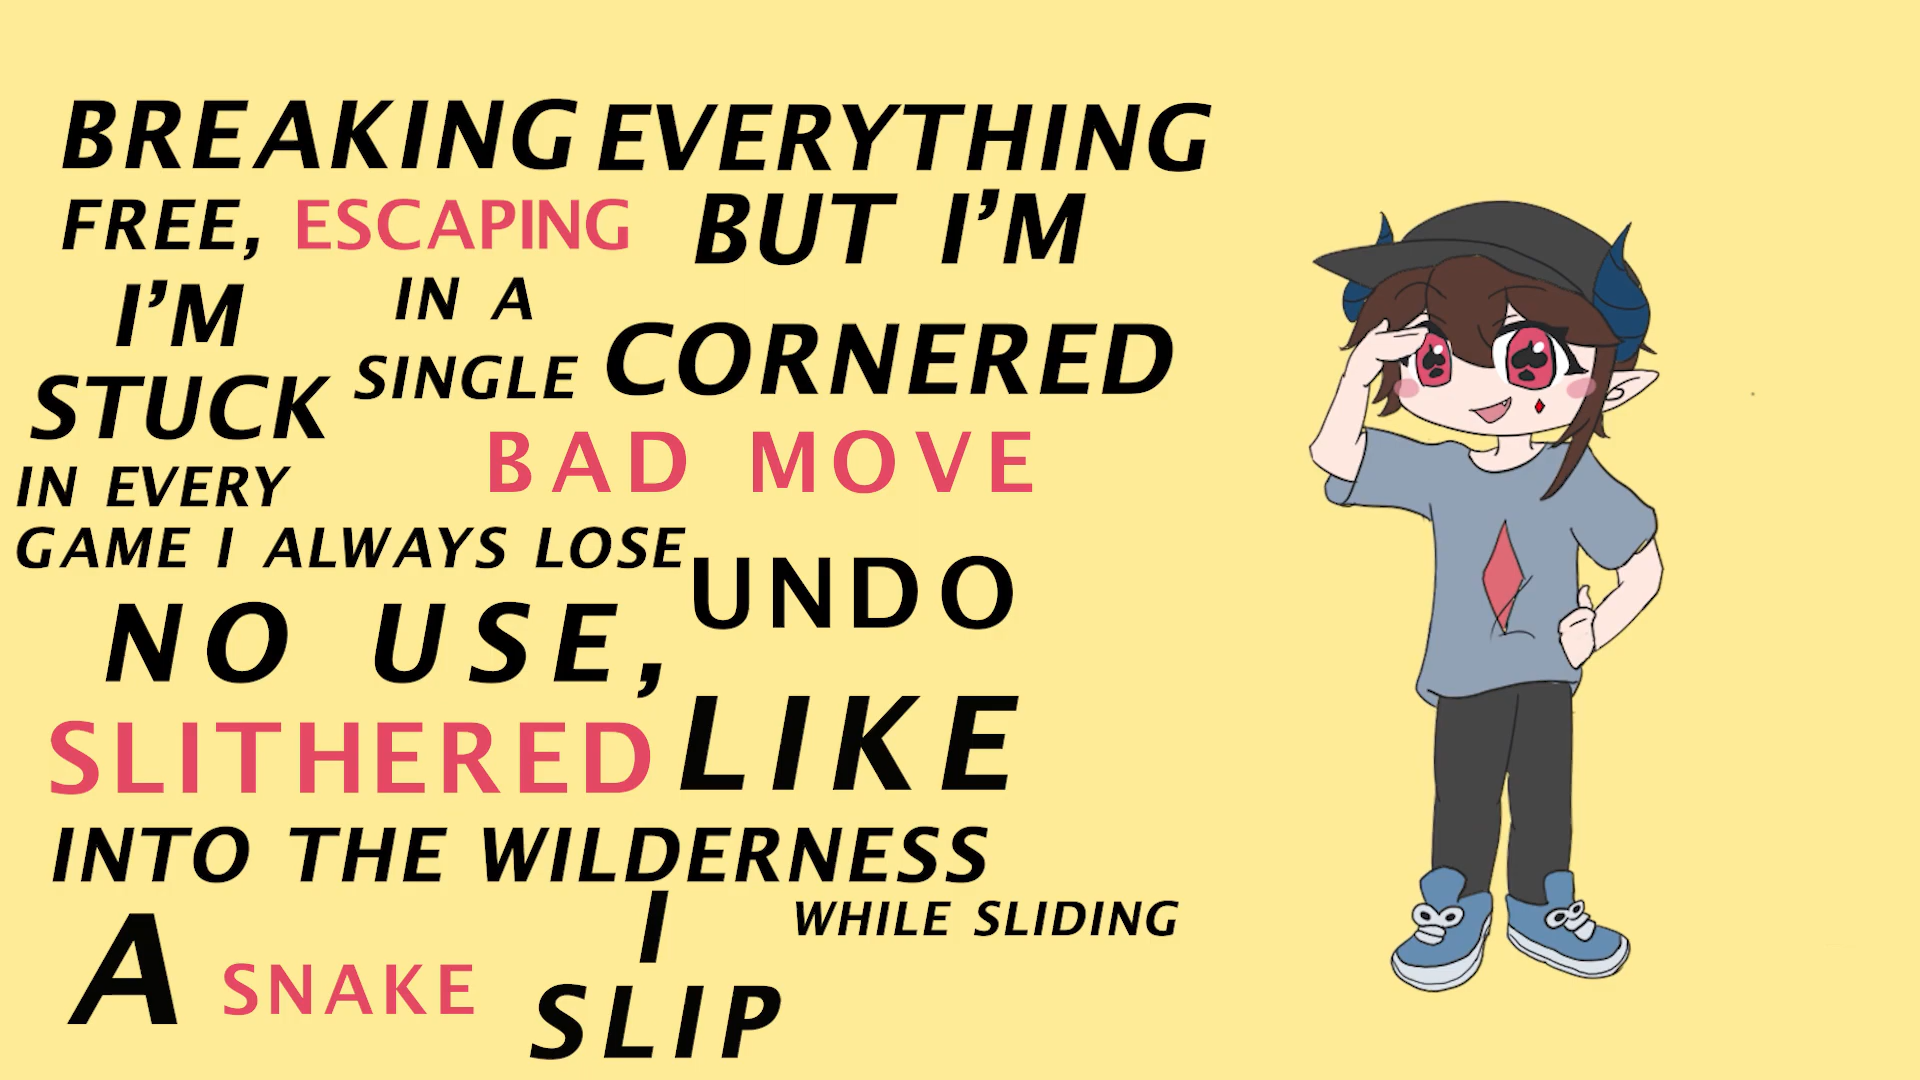 BREAKING EVERYTHING
FREE, ESCAPING
BUT I'M
I'M
STUCK
IN A
SINGLE
CORNERED
BAD MOVE
IN EVERY
GAME I ALWAYS LOSE
UNDO
NO USE,
SLITHERED
LIKE
INTO THE WILDERNESS
A SNAKE
I
SLIP
WHILE SLIDING